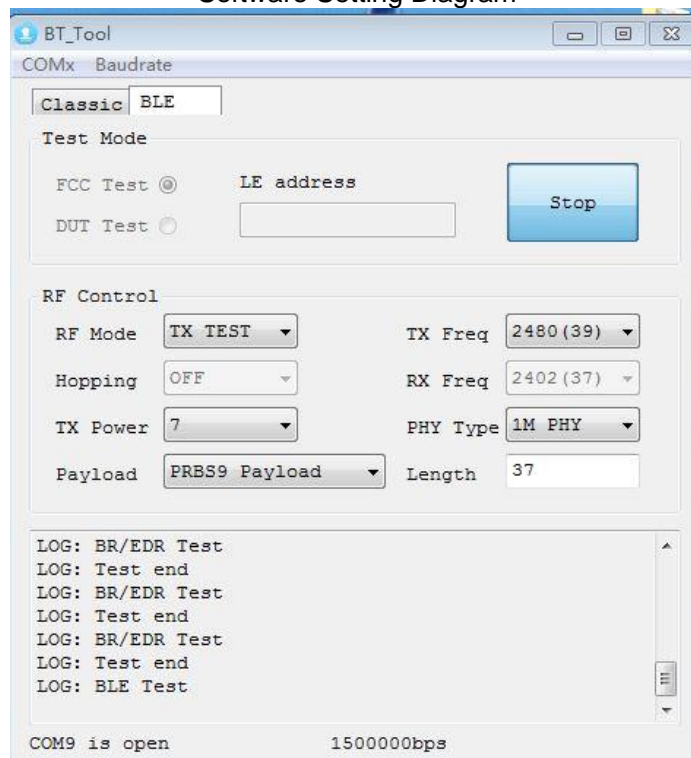 Software Setting Diagram
BT_Tool
COMx Baudrate
Classic BLE
Test Mode
FCC Test LE address
DUT Test
Stop
RF Control
RF Mode TX TEST TX Freq 2480(39)
Hopping OFF RX Freq 2402(37)
TX Power 7 PHY Type 1M PHY
Payload PRBS9 Payload Length 37
LOG: BR/EDR Test
LOG: Test end
LOG: BR/EDR Test
LOG: Test end
LOG: BR/EDR Test
LOG: Test end
LOG: BLE Test
COM9 is open 1500000bps